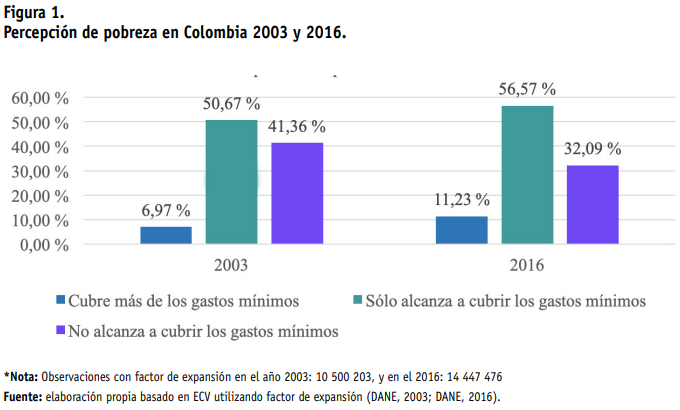 Figura 1.
Percepción de pobreza en Colombia 2003 y 2016.
60,00 %
50,00 %
40,00 %
30,00 %
20,00 %
10,00 %
0,00 %
6,97 %
50,67 %
41,36 %
11,23 %
56,57 %
32,09 %
2003
2016
Cubre más de los gastos mínimos
Sólo alcanza a cubrir los gastos mínimos
No alcanza a cubrir los gastos mínimos
*Nota: Observaciones con factor de expansión en el año 2003: 10 500 203, y en el 2016: 14 447 476
Fuente: elaboración propia basado en ECV utilizando factor de expansión (DANE, 2003; DANE, 2016).